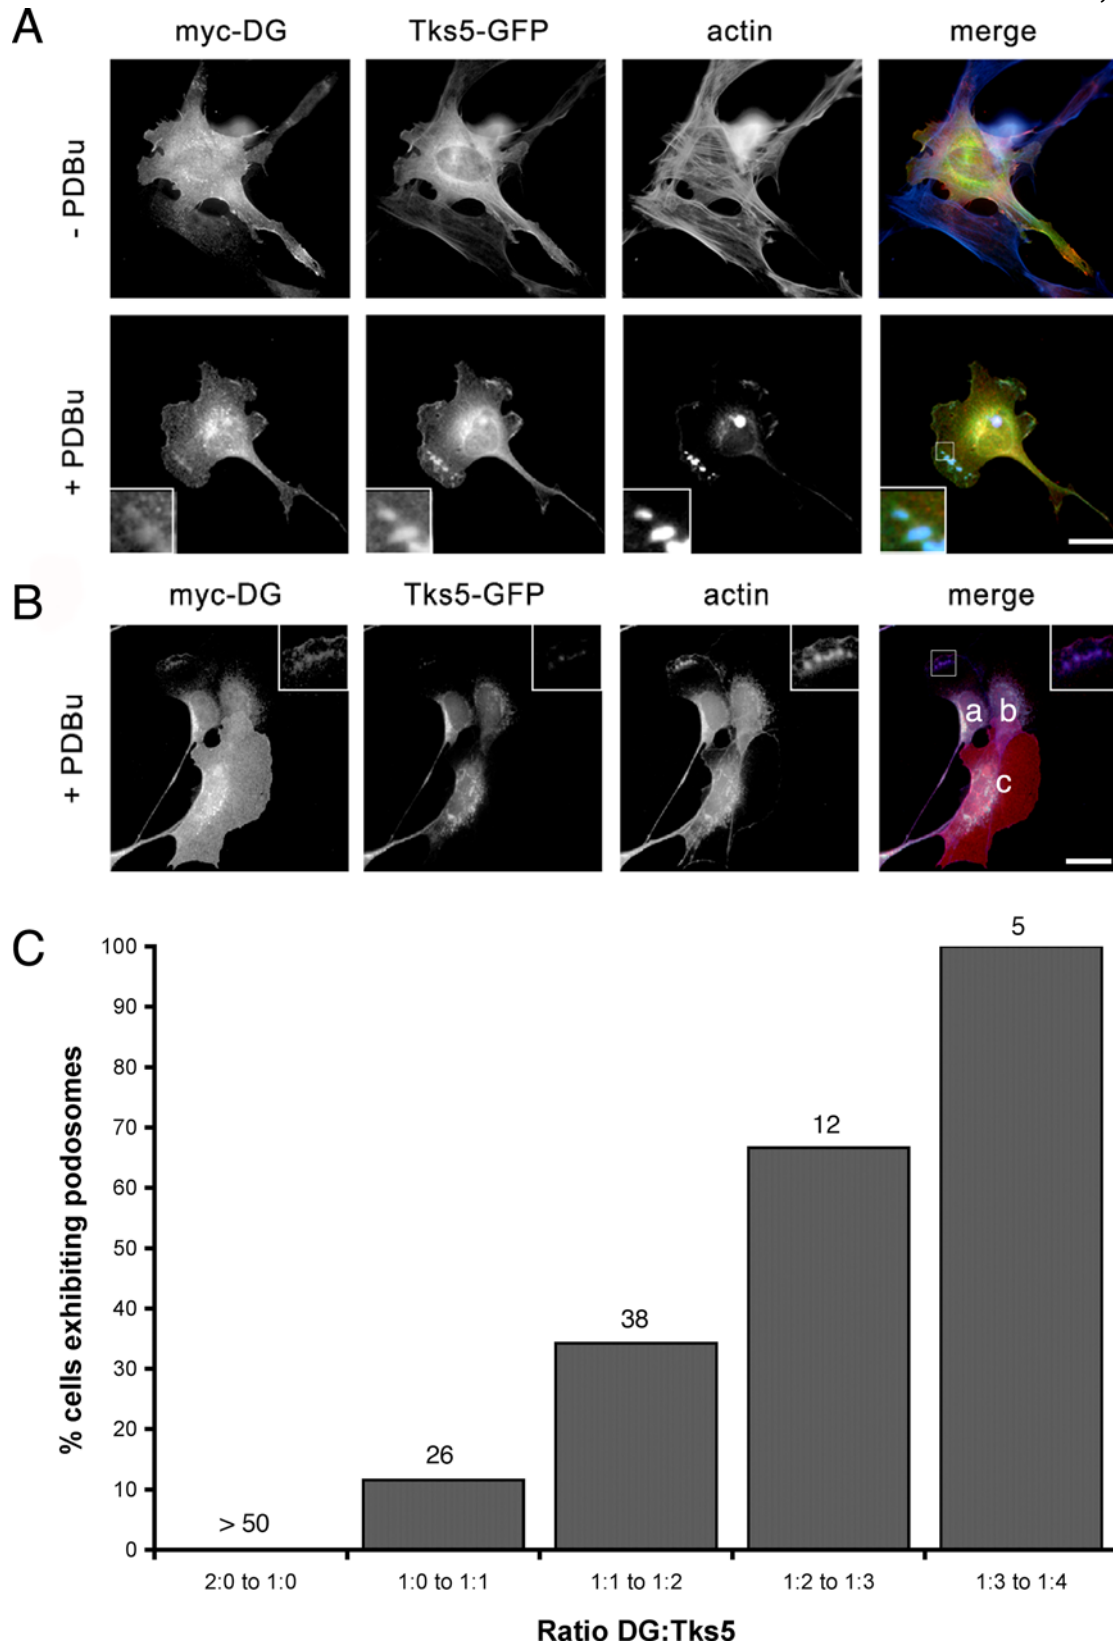 A
myc-DG Tks5-GFP actin merge
- PDBu
+ PDBu
B
myc-DG Tks5-GFP actin merge
+ PDBu
a b
c
C
% cells exhibiting podosomes
100
90
80
70
60
50
40
30
20
10
0
> 50 26 38 12 5
2:0 to 1:0 1:0 to 1:1 1:1 to 1:2 1:2 to 1:3 1:3 to 1:4
Ratio DG:Tks5